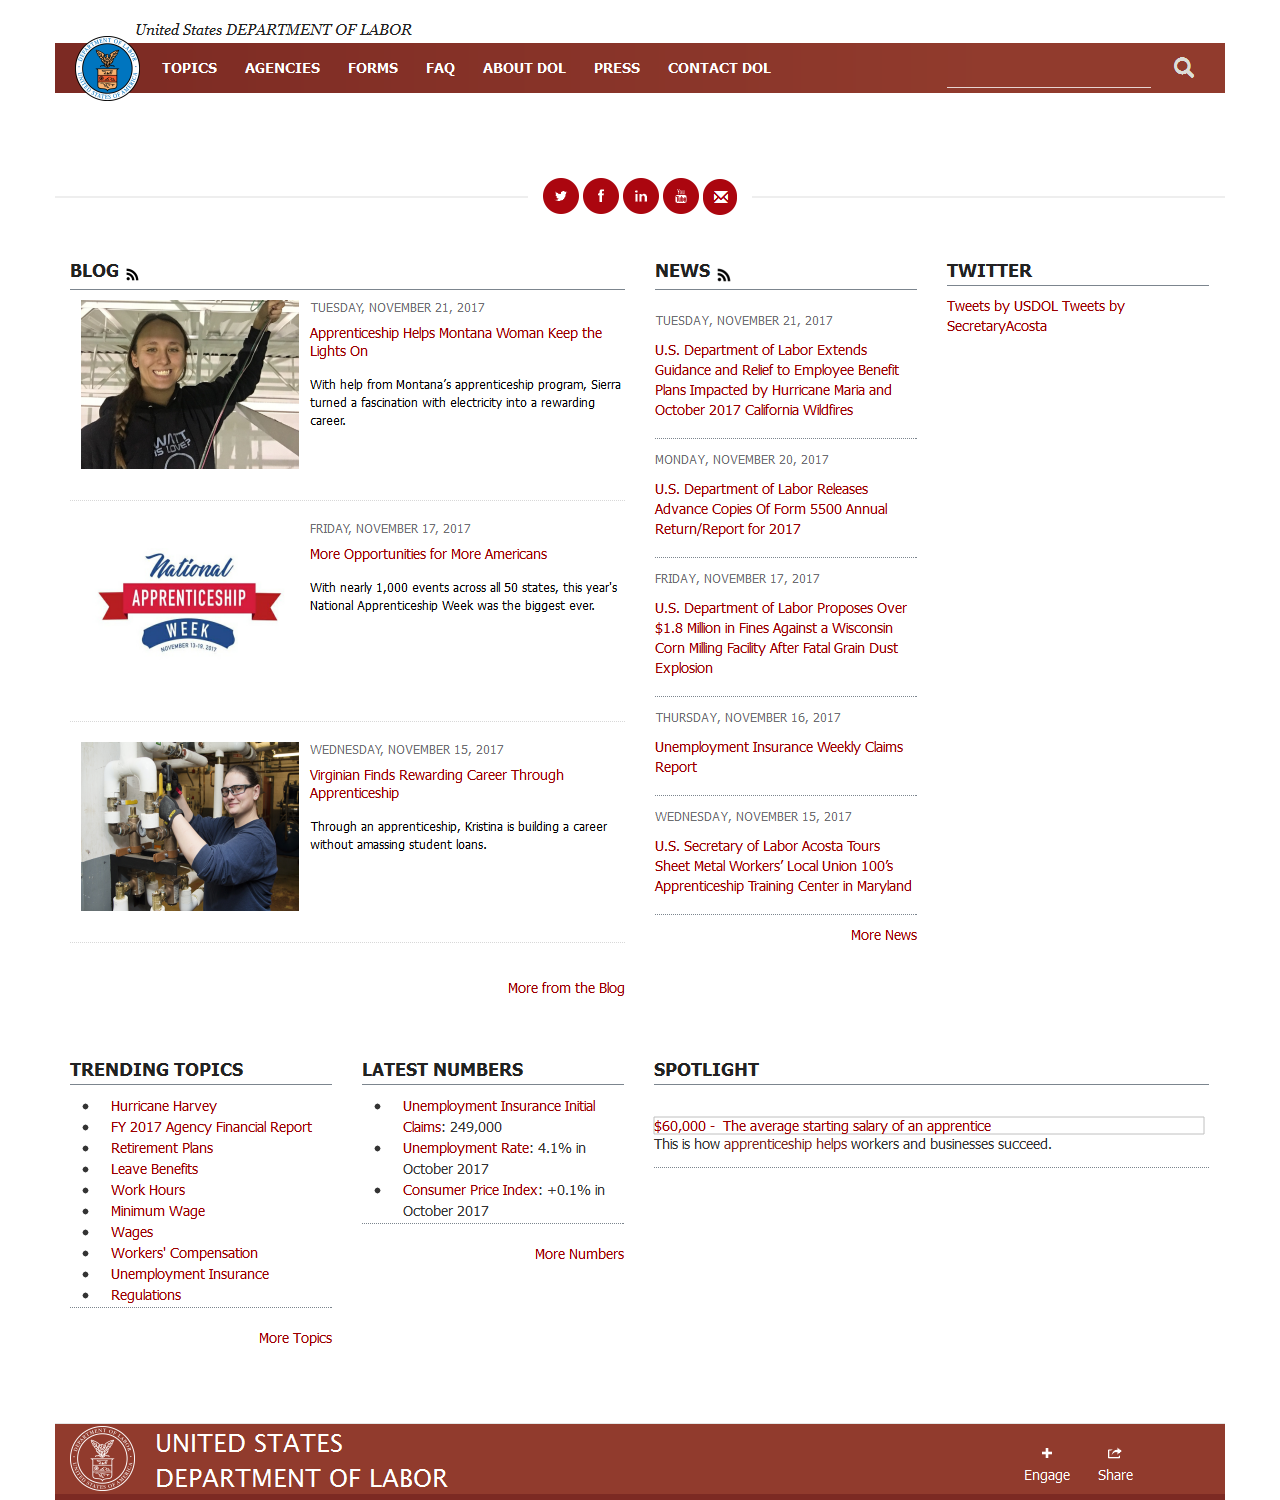 United States DEPARTMENT OF LABOR
TOPICS AGENCIES FORMS FAQ ABOUT DOL PRESS CONTACT DOL
BLOG
TUESDAY, NOVEMBER 21, 2017
Apprenticeship Helps Montana Woman Keep the
Lights On
With help from Montana’s apprenticeship program, Sierra
turned a fascination with electricity into a rewarding
career.
WATT
IS LOVE?
FRIDAY, NOVEMBER 17, 2017
More Opportunities for More Americans
With nearly 1,000 events across all 50 states, this year's
National Apprenticeship Week was the biggest ever.
National
APPRENTICESHIP
WEEK
NOVEMBER 13-19, 2017
WEDNESDAY, NOVEMBER 15, 2017
Virginian Finds Rewarding Career Through
Apprenticeship
Through an apprenticeship, Kristina is building a career
without amassing student loans.
More from the Blog
NEWS
TUESDAY, NOVEMBER 21, 2017
U.S. Department of Labor Extends
Guidance and Relief to Employee Benefit
Plans Impacted by Hurricane Maria and
October 2017 California Wildfires
MONDAY, NOVEMBER 20, 2017
U.S. Department of Labor Releases
Advance Copies Of Form 5500 Annual
Return/Report for 2017
FRIDAY, NOVEMBER 17, 2017
U.S. Department of Labor Proposes Over
$1.8 Million in Fines Against a Wisconsin
Corn Milling Facility After Fatal Grain Dust
Explosion
THURSDAY, NOVEMBER 16, 2017
Unemployment Insurance Weekly Claims
Report
WEDNESDAY, NOVEMBER 15, 2017
U.S. Secretary of Labor Acosta Tours
Sheet Metal Workers’ Local Union 100’s
Apprenticeship Training Center in Maryland
More News
TWITTER
Tweets by USDOL Tweets by
SecretaryAcosta
TRENDING TOPICS
Hurricane Harvey
FY 2017 Agency Financial Report
Retirement Plans
Leave Benefits
Work Hours
Minimum Wage
Wages
Workers' Compensation
Unemployment Insurance
Regulations
More Topics
LATEST NUMBERS
Unemployment Insurance Initial
Claims: 249,000
Unemployment Rate: 4.1% in
October 2017
Consumer Price Index: +0.1% in
October 2017
More Numbers
SPOTLIGHT
$60,000 -  The average starting salary of an apprentice
This is how apprenticeship helps workers and businesses succeed.
UNITED STATES
DEPARTMENT OF LABOR
Engage Share